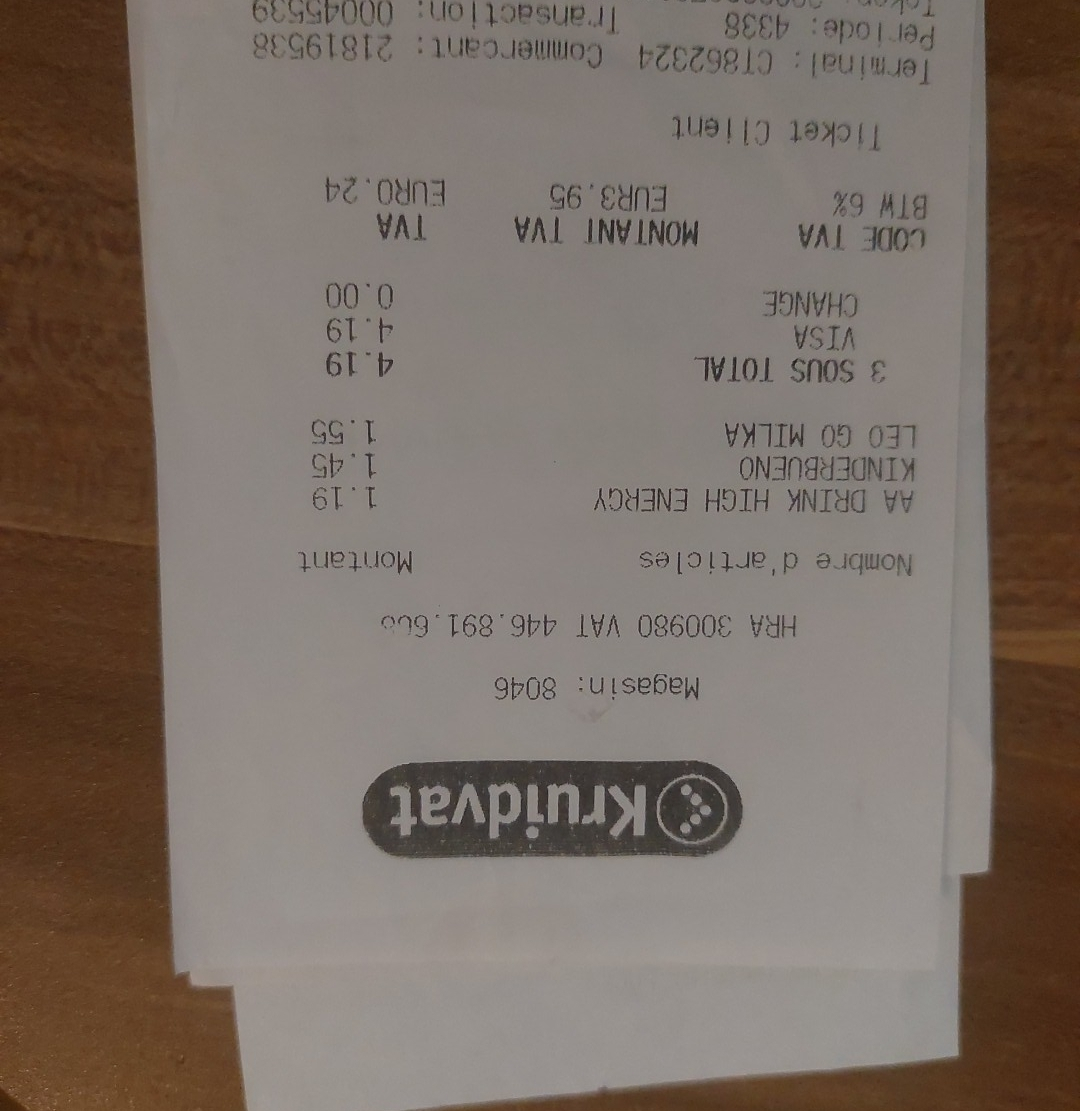 Kruidvat
Magasin: 8046
HRA 300980 VAT 446.891.
Nombre d'articles Montant
AA DRINK HIGH ENERGY 1.19
KINDERBUENO 1.45
LEO GO MILKA 1.55
3 SOUS TOTAL 4.19
VISA 4.19
CHANGE 0.00
CODE TVA MONTANT TVA TVA
BTW 6% EUR3.95 EUR0.24
Ticket Client
Terminal: CT862324 Commercant: 21819538
Periode: 4338 Transaction: 00045539